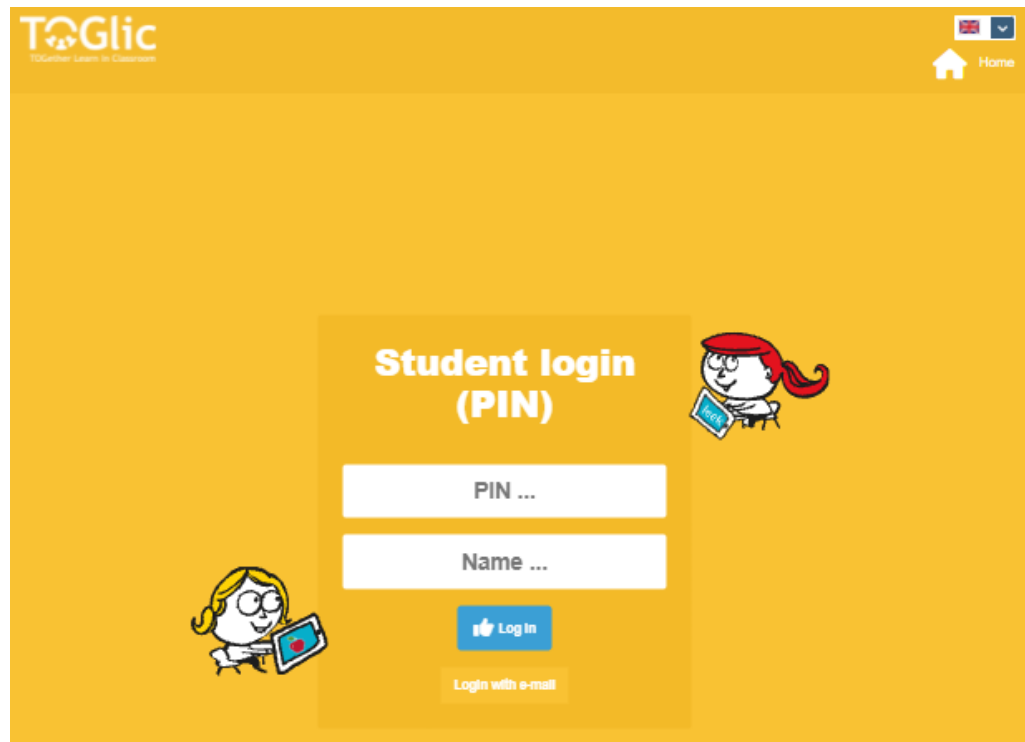 TOGlic
TOGether Learn in Classroom
Home
Student login
(PIN)
look
PIN ...
Name ...
Log In
Login with e-mail